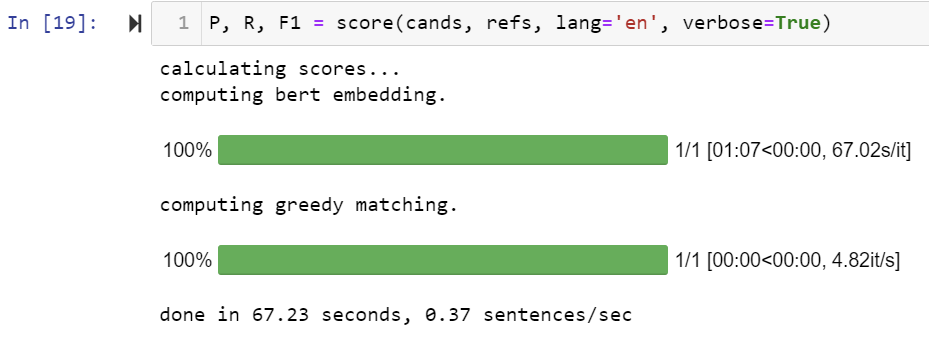 In [19]: 1 P, R, F1 = score(cands, refs, lang='en', verbose=True)
calculating scores...
computing bert embedding.
100% 1/1 [01:07<00:00, 67.02s/it]
computing greedy matching.
100% 1/1 [00:00<00:00, 4.82it/s]
done in 67.23 seconds, 0.37 sentences/sec